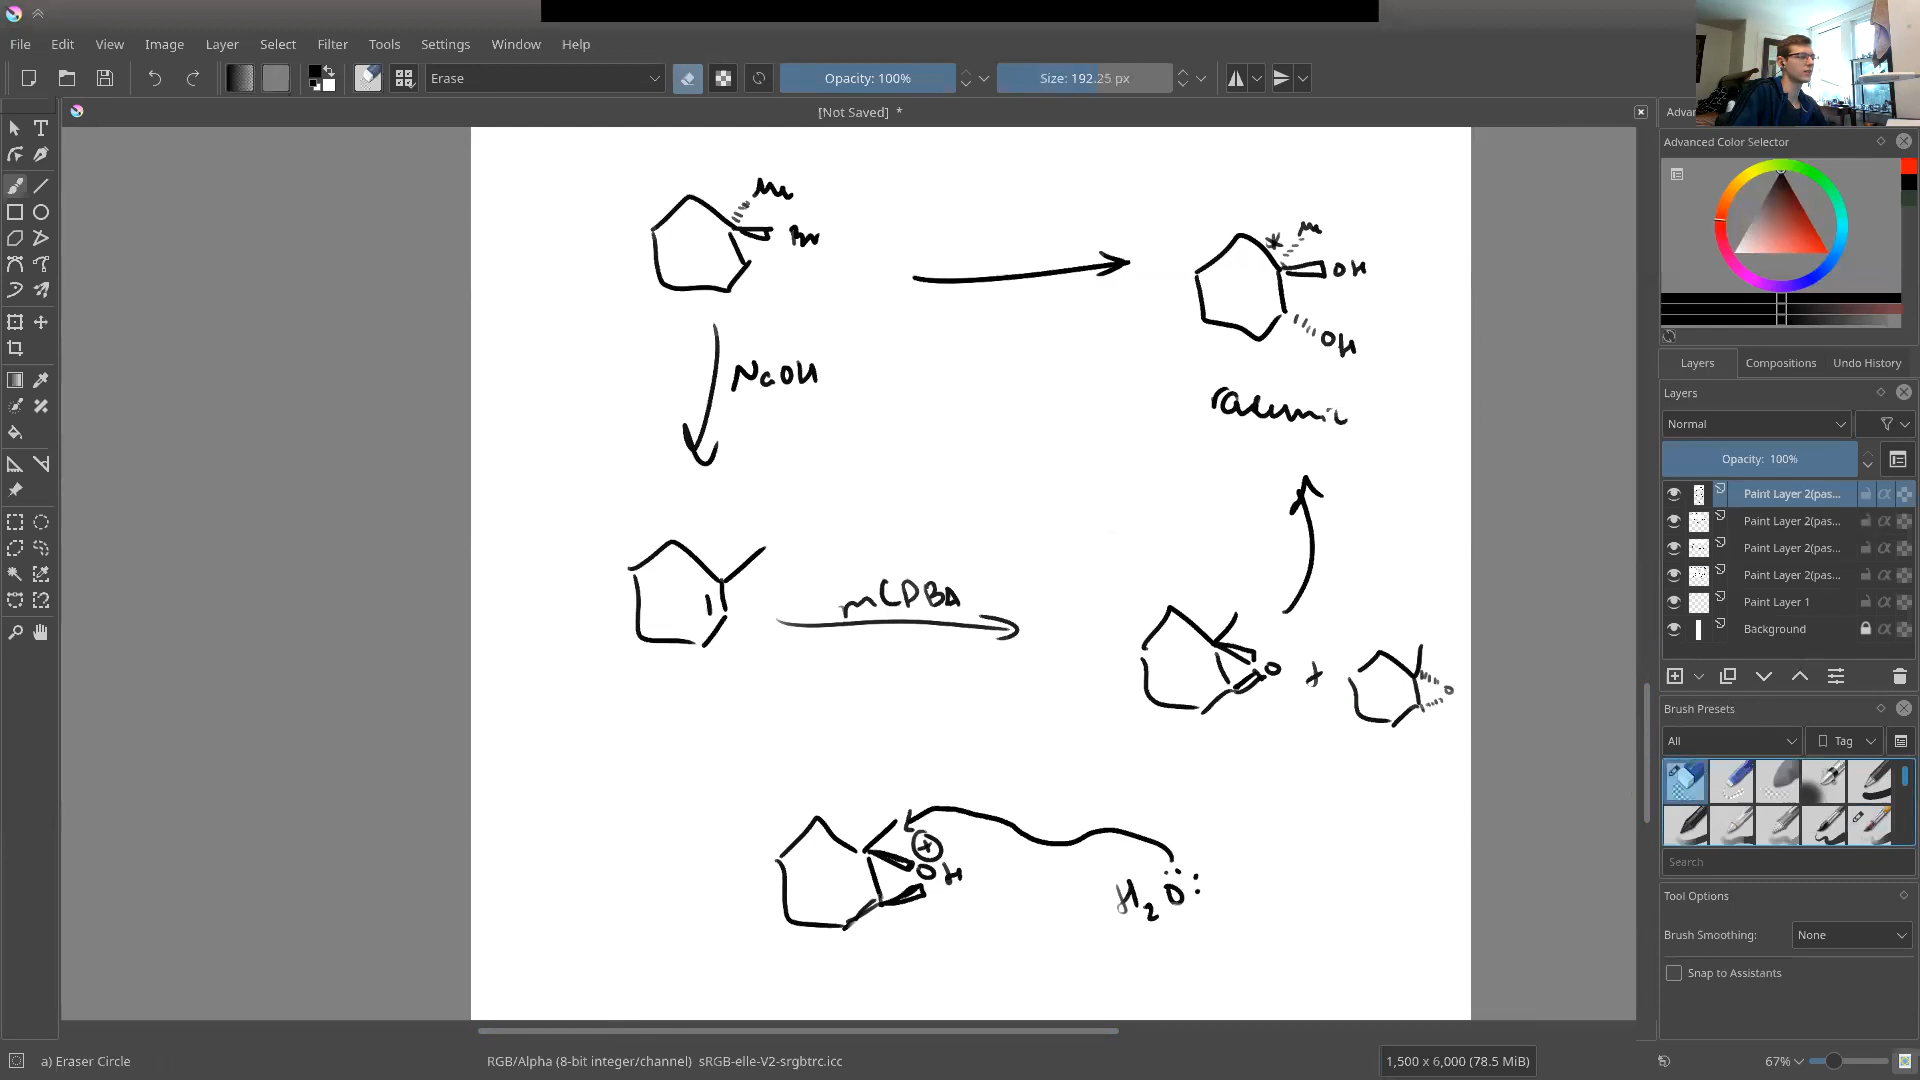 File Edit View Image Layer Select Filter Tools Settings Window Help
Erase
Opacity: 100%
Size: 192.25 px
[Not Saved] *
Advanced Color Selector
Layers Compositions Undo History
Layers
Normal
Opacity: 100%
Paint Layer 2(pas...
Paint Layer 2(pas...
Paint Layer 2(pas...
Paint Layer 2(pas...
Paint Layer 1
Background
Brush Presets
All
Tag
Search
Tool Options
Brush Smoothing: None
Snap to Assistants
Me
Br
Me
* OH
OH
NaOH
racemic
mCPBA
O + O
+
OH
H2O:
a) Eraser Circle
RGB/Alpha (8-bit integer/channel) sRGB-elle-V2-srgbtrc.icc
1,500 x 6,000 (78.5 MiB)
67%